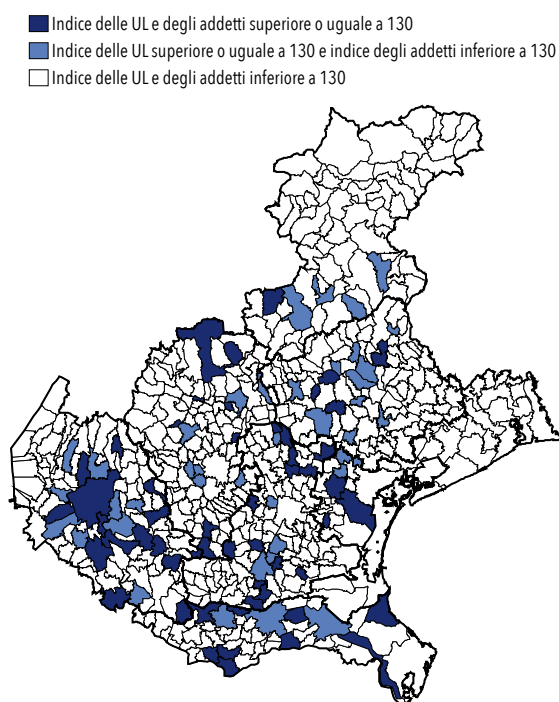 Indice delle UL e degli addetti superiore o uguale a 130
Indice delle UL superiore o uguale a 130 e indice degli addetti inferiore a 130
Indice delle UL e degli addetti inferiore a 130